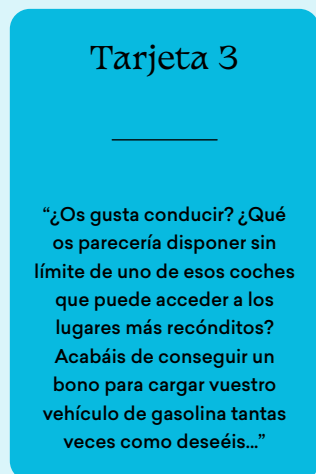 Tarjeta 3
“¿Os gusta conducir? ¿Qué
os parecería disponer sin
límite de uno de esos coches
que puede acceder a los
lugares más recónditos?
Acabáis de conseguir un
bono para cargar vuestro
vehículo de gasolina tantas
veces como deseéis...”